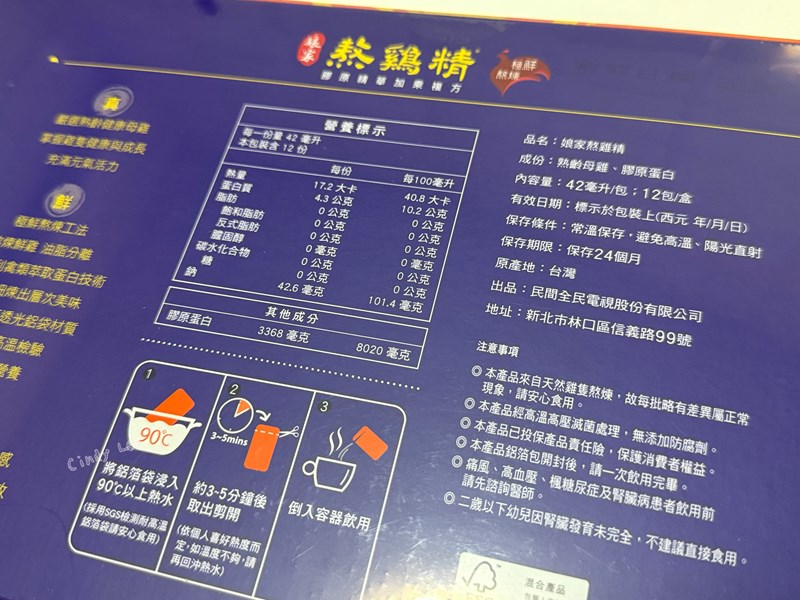 娘家
熬鷄精
膠原精華加乘複方
極鮮
熬煉
真
嚴選熟齡健康母雞
掌握雞隻健康與成長
充滿元氣活力
鮮
極鮮熬煉工法
油脂分離
萃取蛋白技術
層次美味
透光鋁袋材質
高溫檢驗
營養
營養標示
每一份量 42 毫升
本包裝含 12 份
每份 每100毫升
熱量 17.2 大卡 40.8 大卡
蛋白質 4.3 公克 10.2 公克
脂肪 0 公克 0 公克
飽和脂肪 0 公克 0 公克
反式脂肪 0 公克 0 公克
膽固醇 0 毫克 0 毫克
碳水化合物 0 公克 0 公克
糖 0 公克 0 公克
鈉 42.6 毫克 101.4 毫克
其他成分
膠原蛋白 3368 毫克 8020 毫克
品名：娘家熬雞精
成份：熟齡母雞、膠原蛋白
內容量：42毫升/包；12包/盒
有效日期：標示於包裝上(西元 年/月/日)
保存條件：常溫保存，避免高溫、陽光直射
保存期限：保存24個月
原產地：台灣
出品：民間全民電視股份有限公司
地址：新北市林口區信義路99號
注意事項
◎ 本產品來自天然雞隻熬煉，故每批略有差異屬正常
現象，請安心食用。
◎ 本產品經高溫高壓滅菌處理，無添加防腐劑。
◎ 本產品已投保產品責任險，保護消費者權益。
◎ 本產品鋁箔包開封後，請一次飲用完畢。
◎ 痛風、高血壓、楓糖尿症及腎臟病患者飲用前
請先諮詢醫師。
◎ 二歲以下幼兒因腎臟發育未完全，不建議直接食用。
1
90℃
將鋁箔袋浸入
90℃以上熱水
(採用SGS檢測耐高溫
鋁箔袋請安心食用)
2
3~5mins
約3~5分鐘後
取出剪開
(依個人喜好熱度而
定，如溫度不夠，請
再回沖熱水)
3
倒入容器飲用
混合產品
Cindy